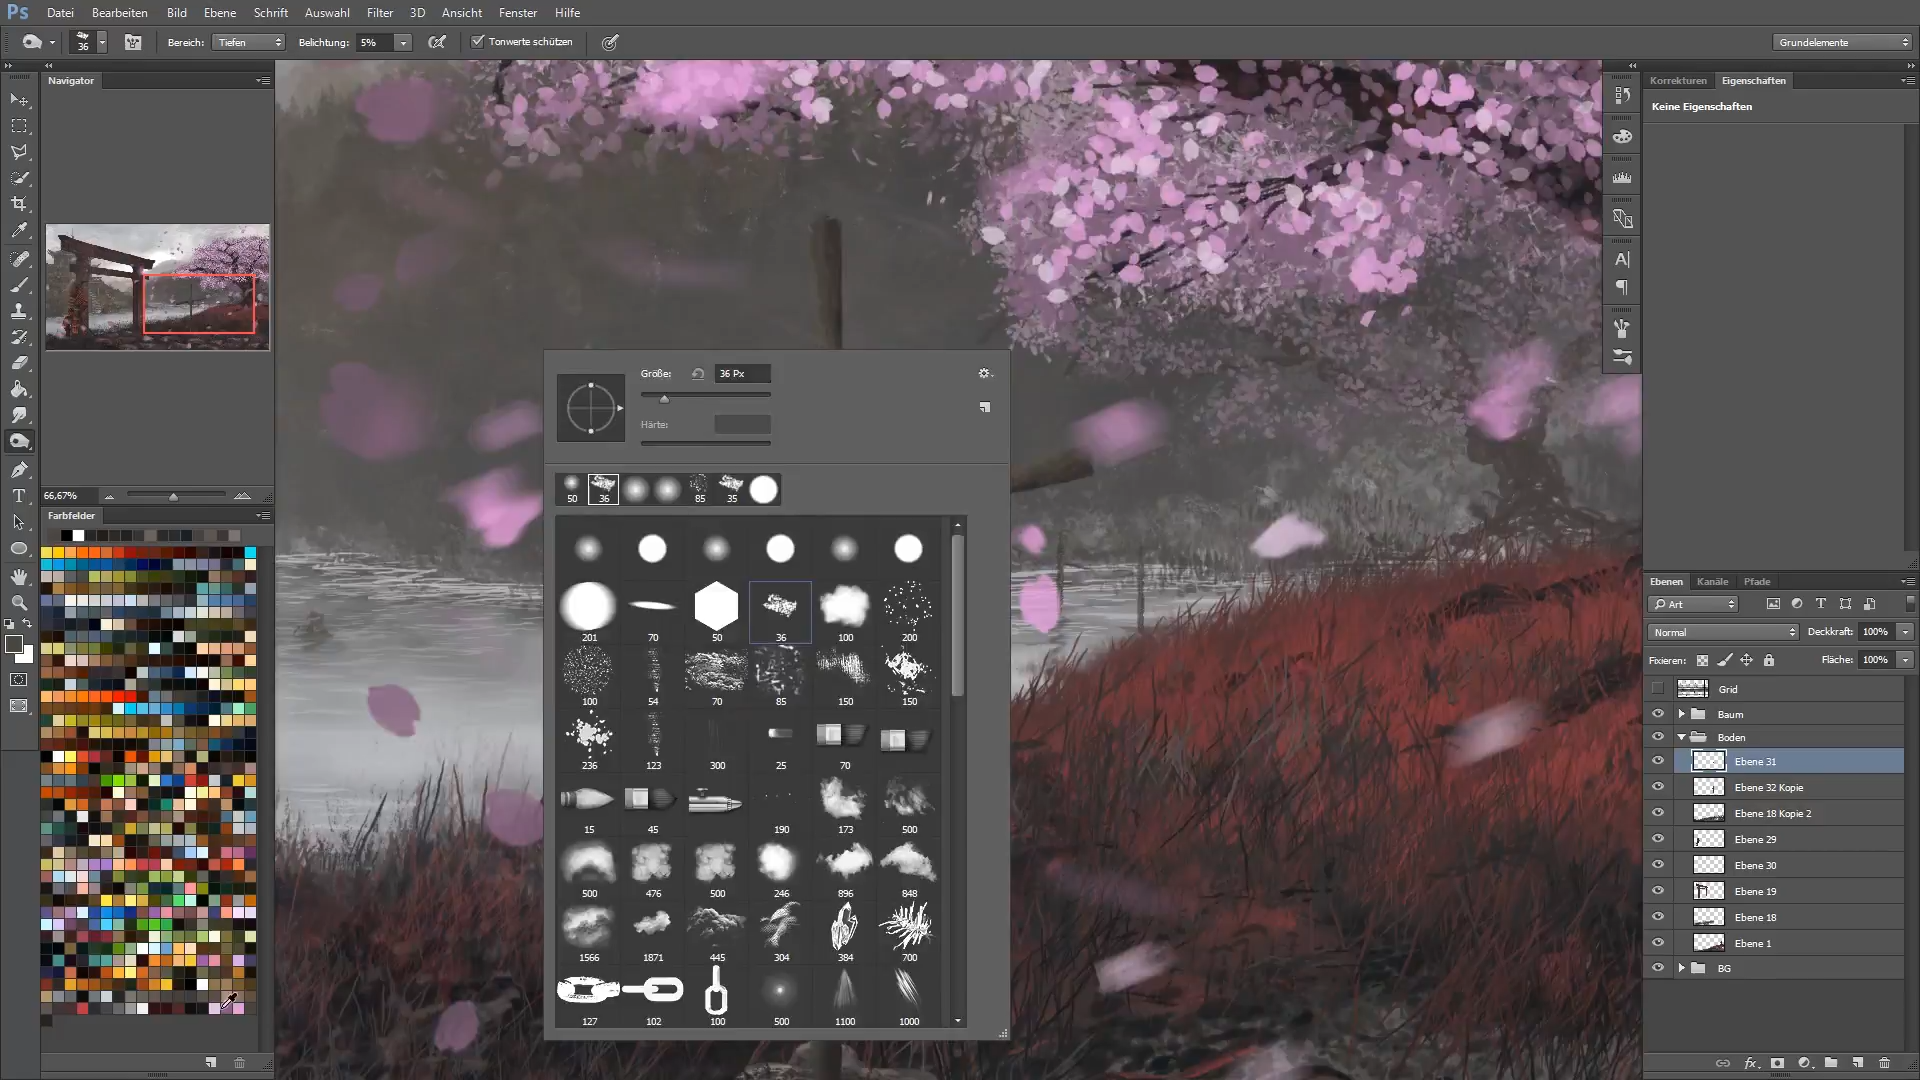 Ps Datei Bearbeiten Bild Ebene Schrift Auswahl Filter 3D Ansicht Fenster Hilfe
36 Bereich: Tiefen Belichtung: 5% Tonwerte schützen Grundelemente
Navigator
66,67%
Farbfelder
Größe: 36 Px
Härte:
50 36 85 35
201 70 50 36 100 200
100 54 70 85 150 150
236 123 300 25 70
15 45 190 173 500
500 476 500 246 896 848
1566 1871 445 304 384 700
127 102 100 500 1100 1000
Korrekturen Eigenschaften
Keine Eigenschaften
Ebenen Kanäle Pfade
Art
Normal Deckkraft: 100%
Fixieren: Fläche: 100%
Grid
Baum
Boden
Ebene 31
Ebene 32 Kopie
Ebene 18 Kopie 2
Ebene 29
Ebene 30
Ebene 19
Ebene 18
Ebene 1
BG
fx